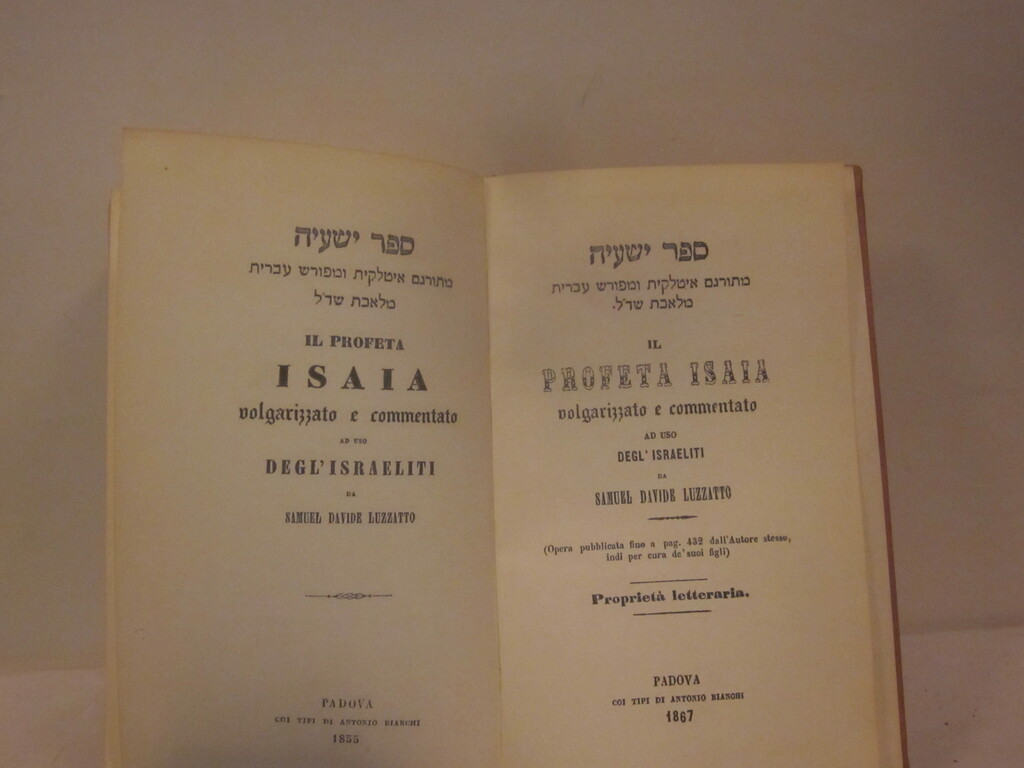 ספר ישעיה
מתורגם איטלקית ומפורש עברית
מלאכת שד״ל
IL PROFETA
ISAIA
volgarizzato e commentato
AD USO
DEGL'ISRAELITI
DA
SAMUEL DAVIDE LUZZATTO
PADOVA
COI TIPI DI ANTONIO BIANCHI
1855
ספר ישעיה
מתורגם איטלקית ומפורש עברית
מלאכת שד״ל.
IL
PROFETA ISAIA
volgarizzato e commentato
AD USO
DEGL'ISRAELITI
DA
SAMUEL DAVIDE LUZZATTO
(Opera pubblicata fino a pag. 432 dall'Autore stesso,
indi per cura de' suoi figli)
Proprietà letteraria.
PADOVA
COI TIPI DI ANTONIO BIANCHI
1867